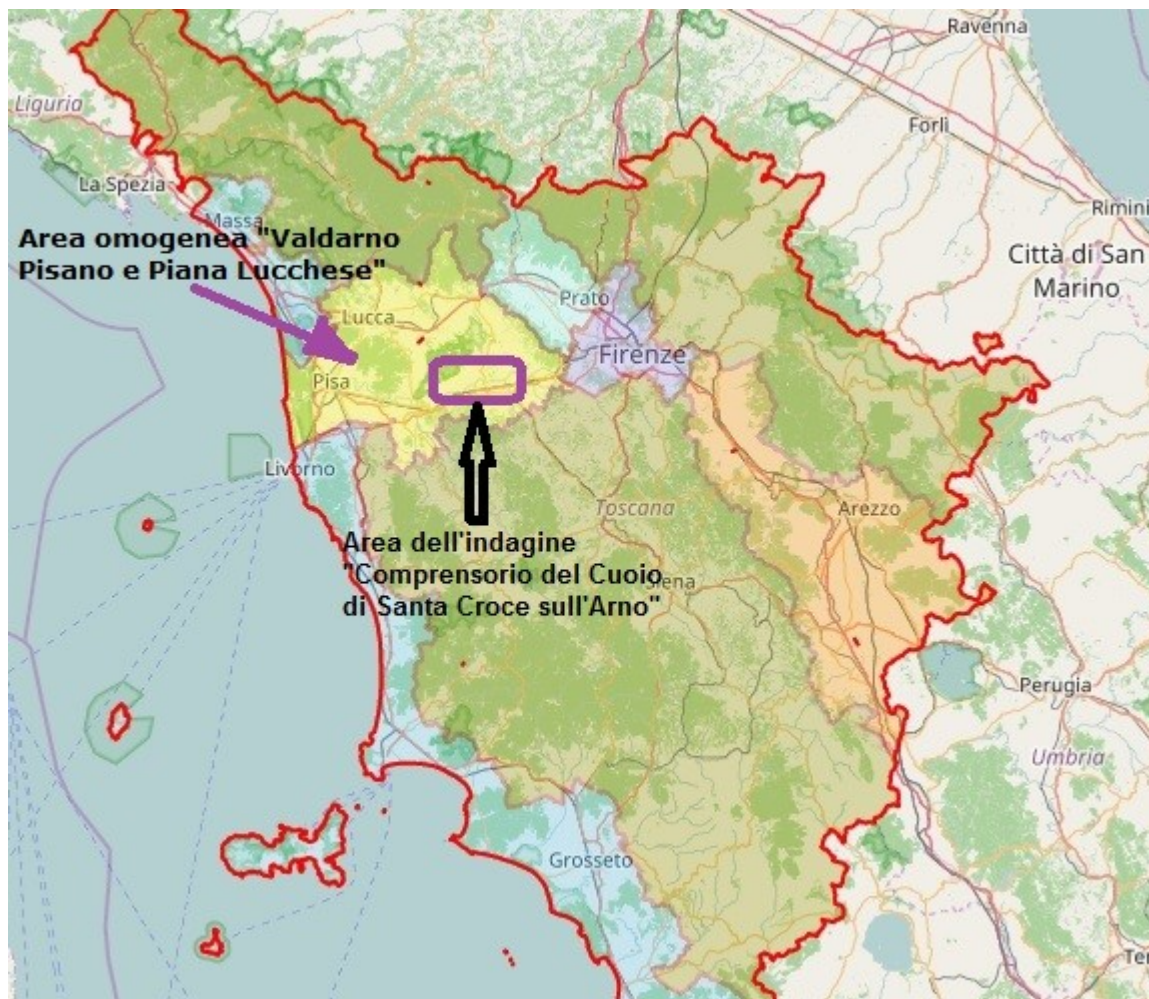 Ravenna
Liguria
Forlì
La Spezia
Massa
Rimini
Area omogenea "Valdarno
Pisano e Piana Lucchese"
Città di San
Marino
Prato
Lucca
Firenze
Pisa
Livorno
Toscana
Arezzo
Area dell'indagine
"Comprensorio del Cuoio
di Santa Croce sull'Arno"
Siena
Perugia
Umbria
Grosseto
Ter